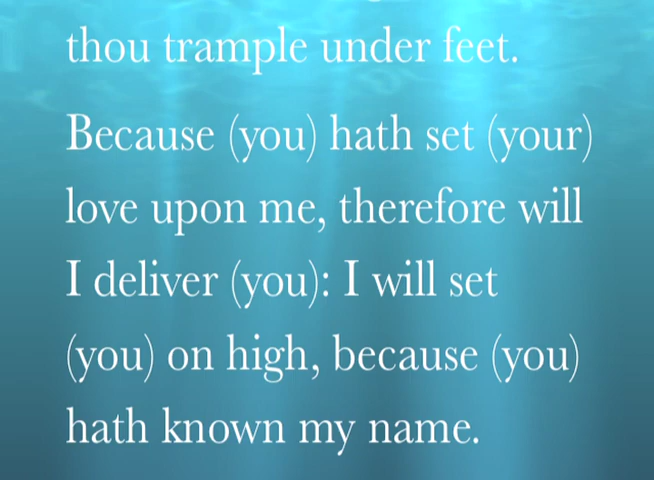 thou trample under feet.
Because (you) hath set (your)
love upon me, therefore will
I deliver (you): I will set
(you) on high, because (you)
hath known my name.